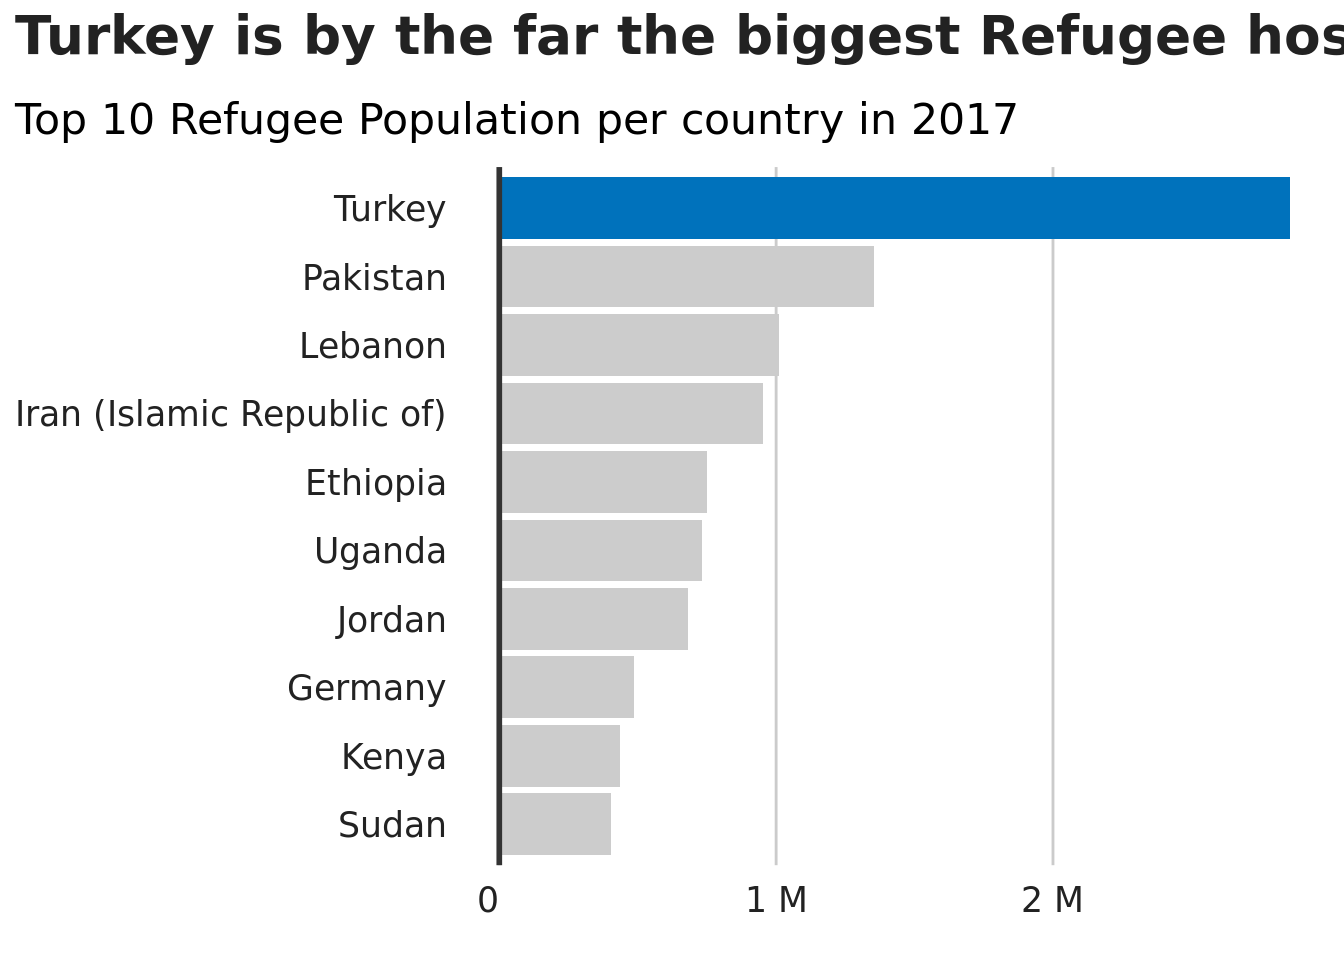 Turkey is by the far the biggest Refugee hos
Top 10 Refugee Population per country in 2017
Turkey
Pakistan
Lebanon
Iran (Islamic Republic of)
Ethiopia
Uganda
Jordan
Germany
Kenya
Sudan
0 1 M 2 M